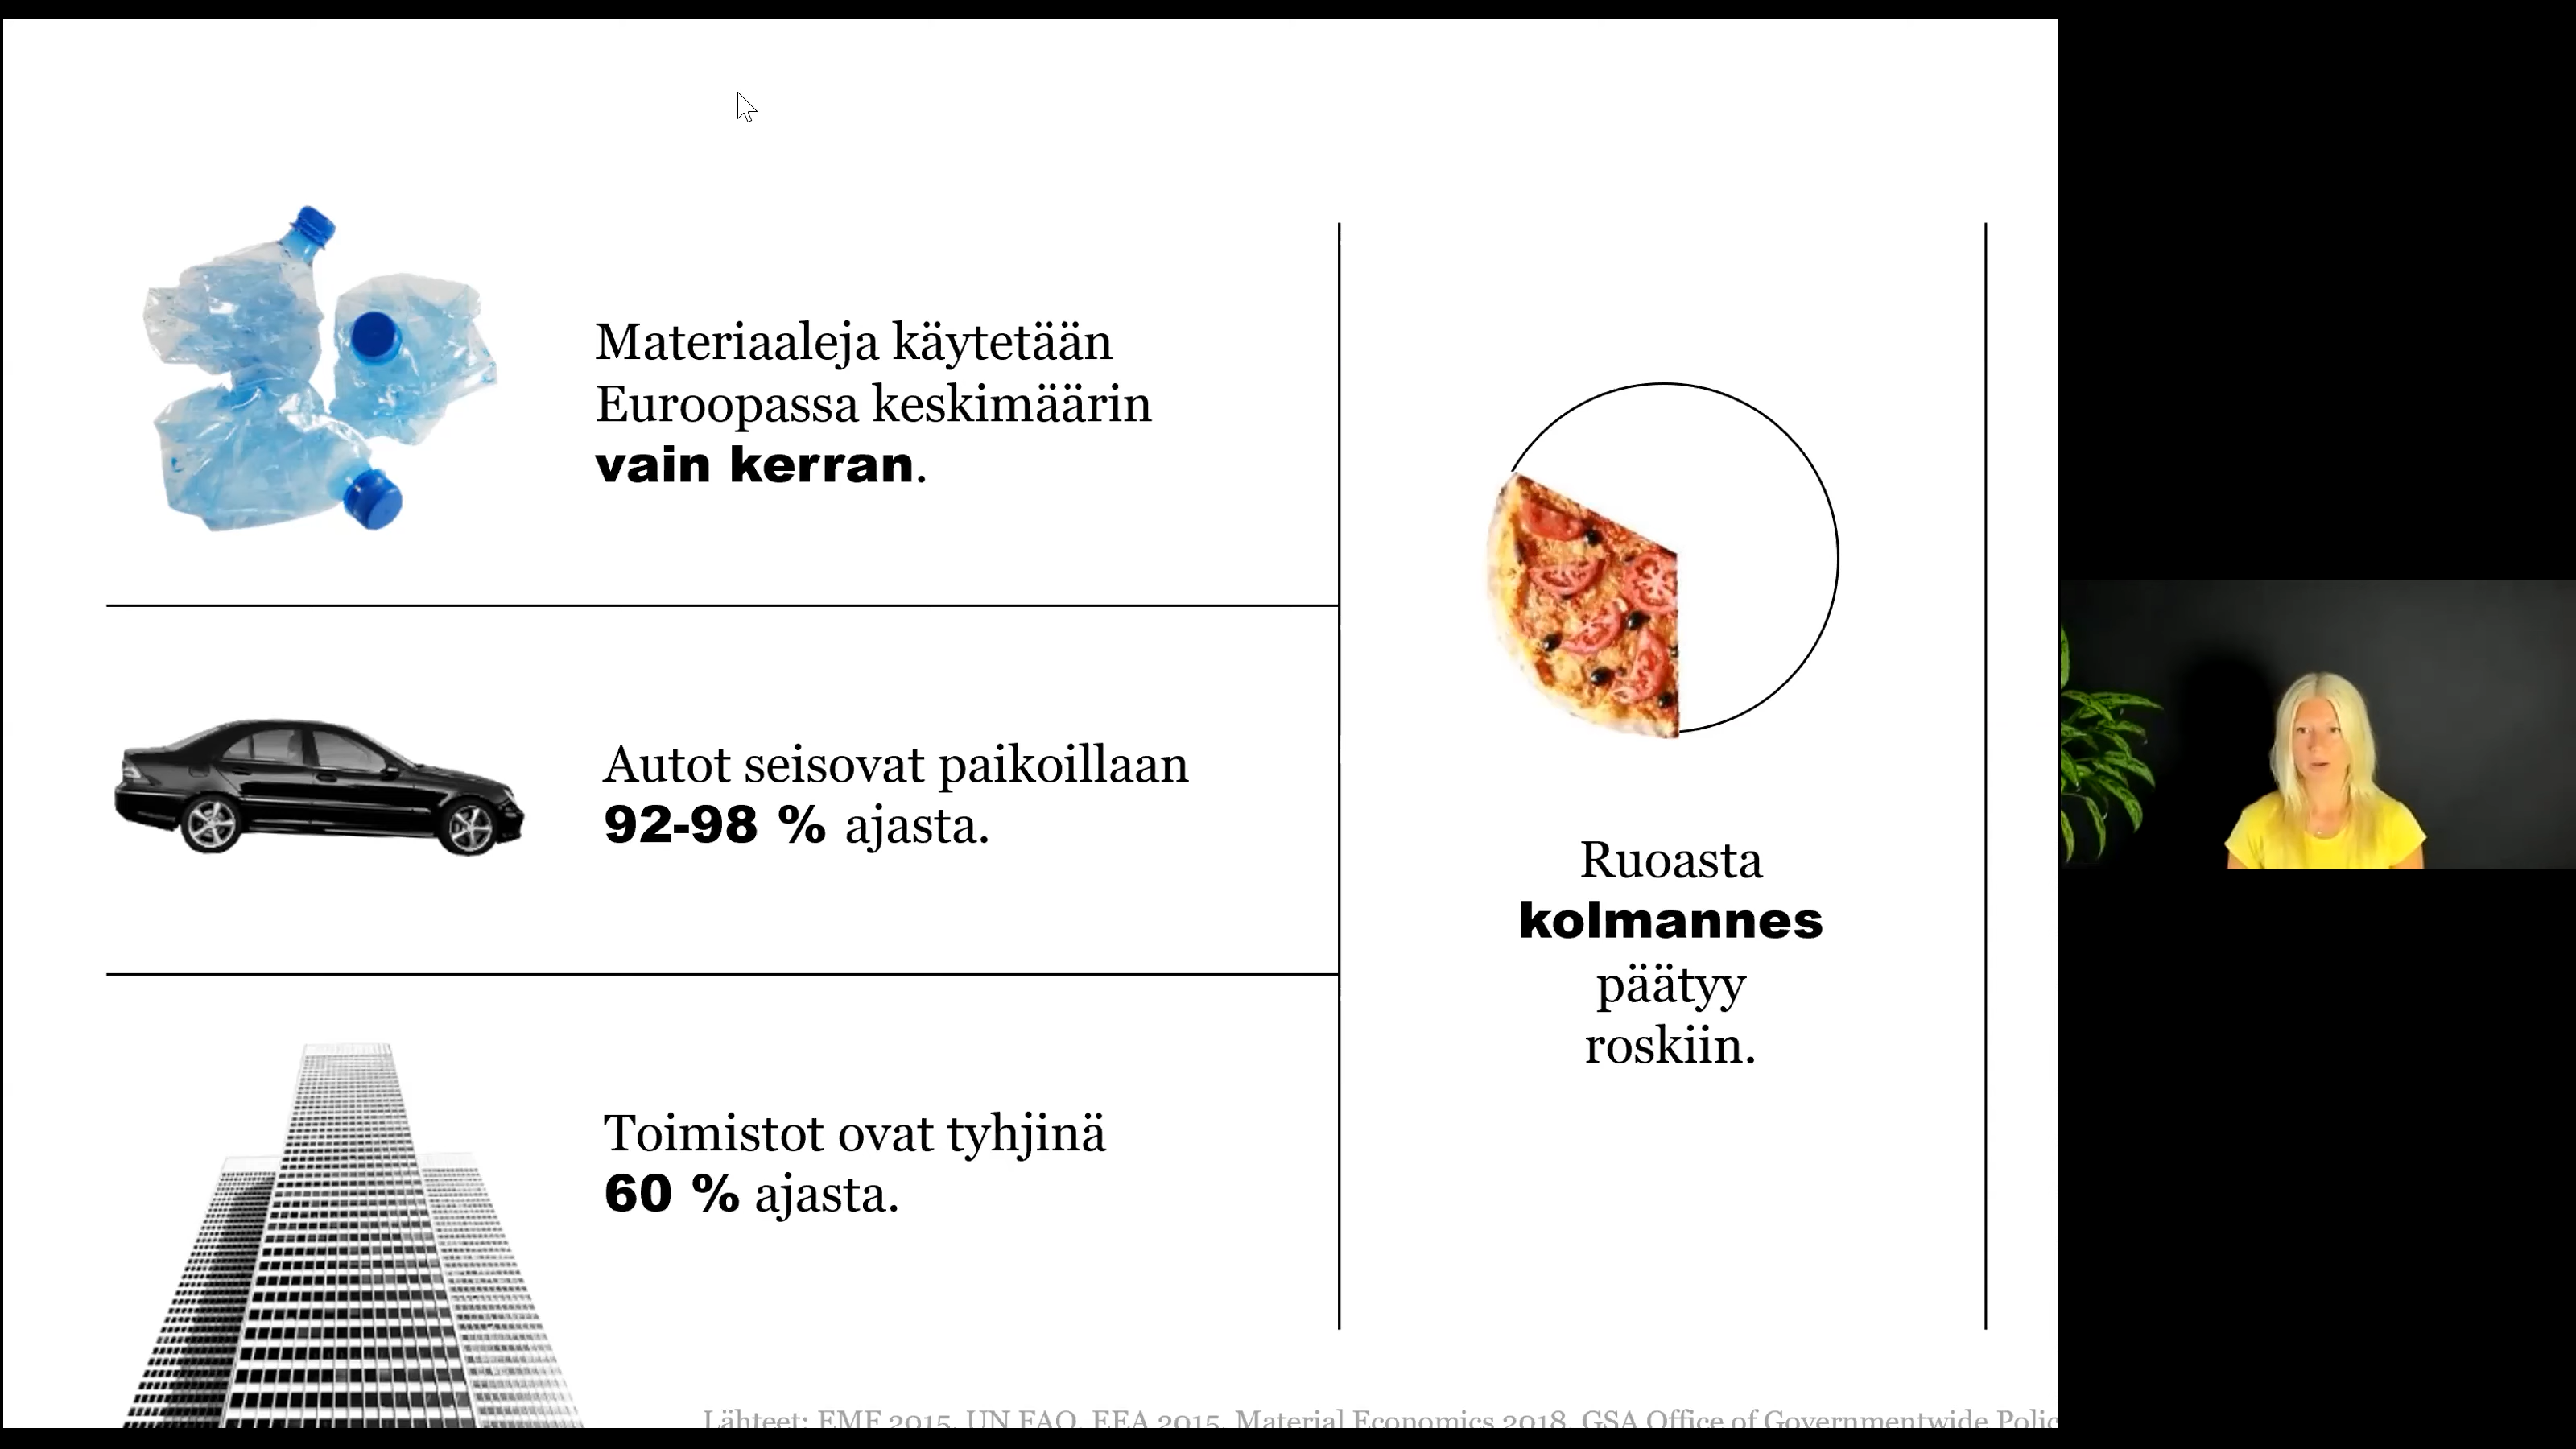 Materiaaleja käytetään
Euroopassa keskimäärin
vain kerran.
Autot seisovat paikoillaan
92-98 % ajasta.
Toimistot ovat tyhjinä
60 % ajasta.
Ruoasta
kolmannes
päätyy
roskiin.
Lähteet: EMF 2015, UN FAO, EEA 2015, Material Economics 2018, GSA Office of Governmentwide